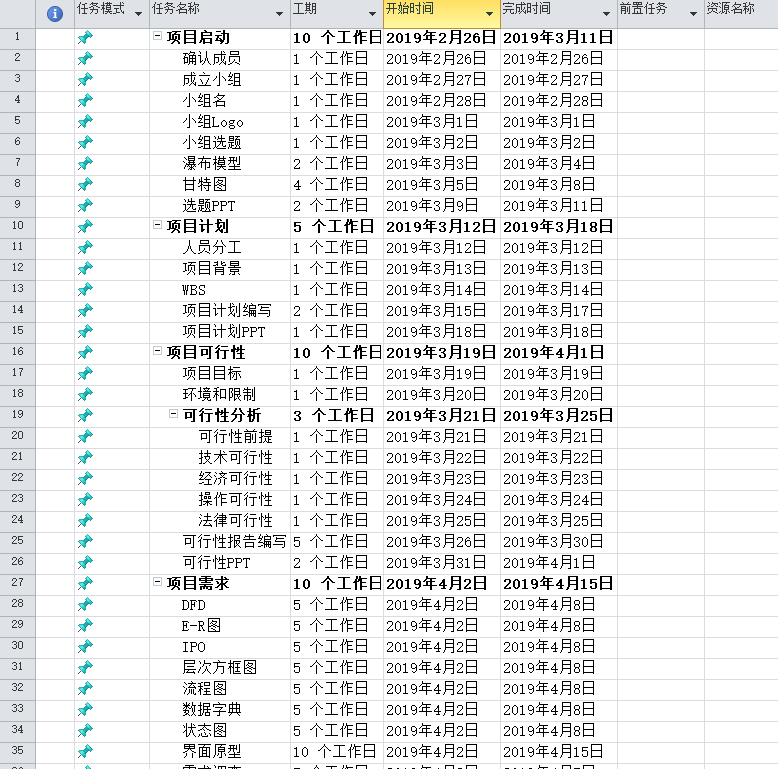 任务模式 任务名称 工期 开始时间 完成时间 前置任务 资源名称
1 项目启动 10 个工作日 2019年2月26日 2019年3月11日
2 确认成员 1 个工作日 2019年2月26日 2019年2月26日
3 成立小组 1 个工作日 2019年2月27日 2019年2月27日
4 小组名 1 个工作日 2019年2月28日 2019年2月28日
5 小组Logo 1 个工作日 2019年3月1日 2019年3月1日
6 小组选题 1 个工作日 2019年3月2日 2019年3月2日
7 瀑布模型 2 个工作日 2019年3月3日 2019年3月4日
8 甘特图 4 个工作日 2019年3月5日 2019年3月8日
9 选题PPT 2 个工作日 2019年3月9日 2019年3月11日
10 项目计划 5 个工作日 2019年3月12日 2019年3月18日
11 人员分工 1 个工作日 2019年3月12日 2019年3月12日
12 项目背景 1 个工作日 2019年3月13日 2019年3月13日
13 WBS 1 个工作日 2019年3月14日 2019年3月14日
14 项目计划编写 2 个工作日 2019年3月15日 2019年3月17日
15 项目计划PPT 1 个工作日 2019年3月18日 2019年3月18日
16 项目可行性 10 个工作日 2019年3月19日 2019年4月1日
17 项目目标 1 个工作日 2019年3月19日 2019年3月19日
18 环境和限制 1 个工作日 2019年3月20日 2019年3月20日
19 可行性分析 3 个工作日 2019年3月21日 2019年3月25日
20 可行性前提 1 个工作日 2019年3月21日 2019年3月21日
21 技术可行性 1 个工作日 2019年3月22日 2019年3月22日
22 经济可行性 1 个工作日 2019年3月23日 2019年3月23日
23 操作可行性 1 个工作日 2019年3月24日 2019年3月24日
24 法律可行性 1 个工作日 2019年3月25日 2019年3月25日
25 可行性报告编写 5 个工作日 2019年3月26日 2019年3月30日
26 可行性PPT 2 个工作日 2019年3月31日 2019年4月1日
27 项目需求 10 个工作日 2019年4月2日 2019年4月15日
28 DFD 5 个工作日 2019年4月2日 2019年4月8日
29 E-R图 5 个工作日 2019年4月2日 2019年4月8日
30 IPO 5 个工作日 2019年4月2日 2019年4月8日
31 层次方框图 5 个工作日 2019年4月2日 2019年4月8日
32 流程图 5 个工作日 2019年4月2日 2019年4月8日
33 数据字典 5 个工作日 2019年4月2日 2019年4月8日
34 状态图 5 个工作日 2019年4月2日 2019年4月8日
35 界面原型 10 个工作日 2019年4月2日 2019年4月15日